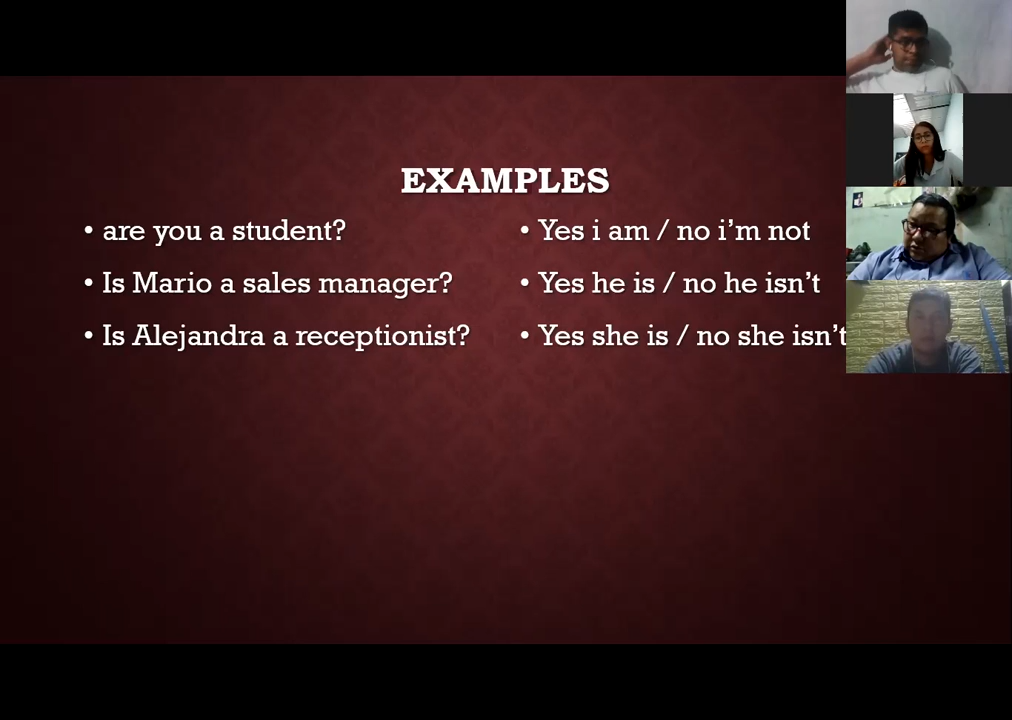 EXAMPLES
• are you a student?
• Is Mario a sales manager?
• Is Alejandra a receptionist?
• Yes i am / no i’m not
• Yes he is / no he isn’t
• Yes she is / no she isn’t